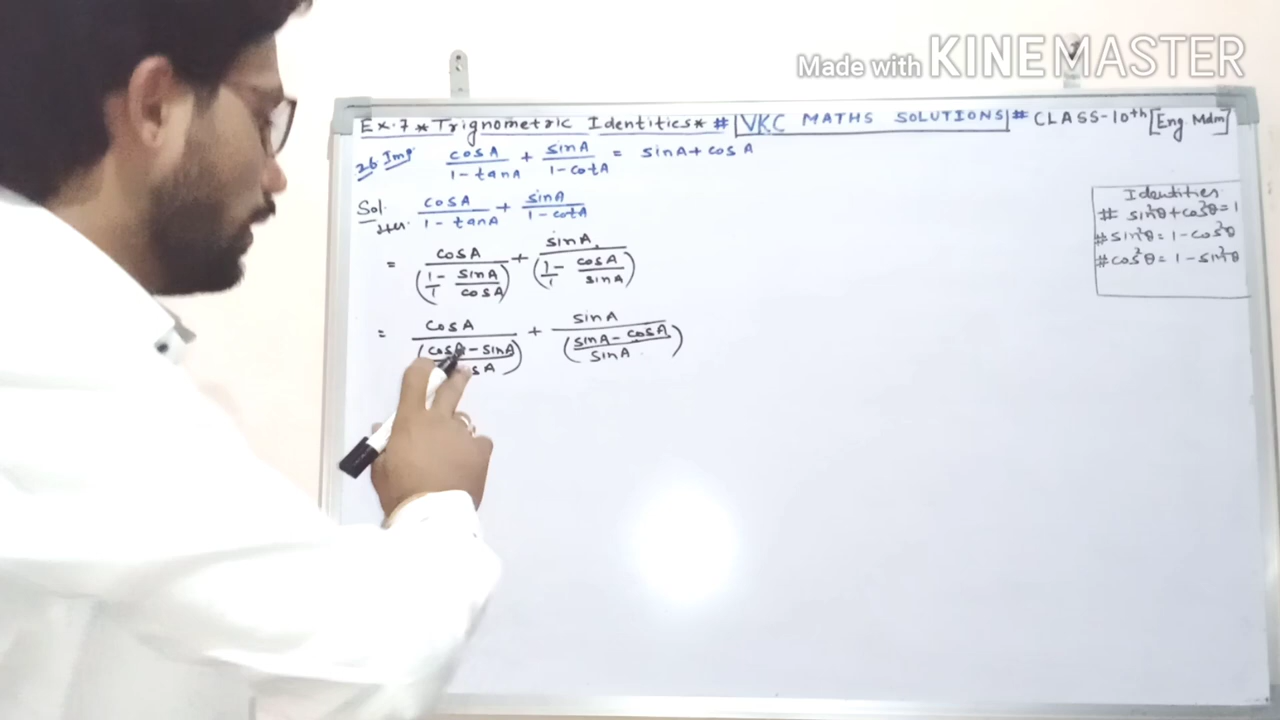 Made with KINEMASTER
Ex.7 * Trignometric Identities * # VKC MATHS SOLUTIONS # CLASS-10th [Eng Mdm]
26. Imp. cosA/(1-tanA) + sinA/(1-cotA) = sinA+cosA
Sol. LHS. cosA/(1-tanA) + sinA/(1-cotA)
= cosA/(1/1 - sinA/cosA) + sinA/(1/1 - cosA/sinA)
= cosA/((cosA-sinA)/cosA) + sinA/((sinA-cosA)/sinA)
Identities
# sin²θ+cos²θ=1
# sin²θ = 1-cos²θ
# cos²θ = 1-sin²θ